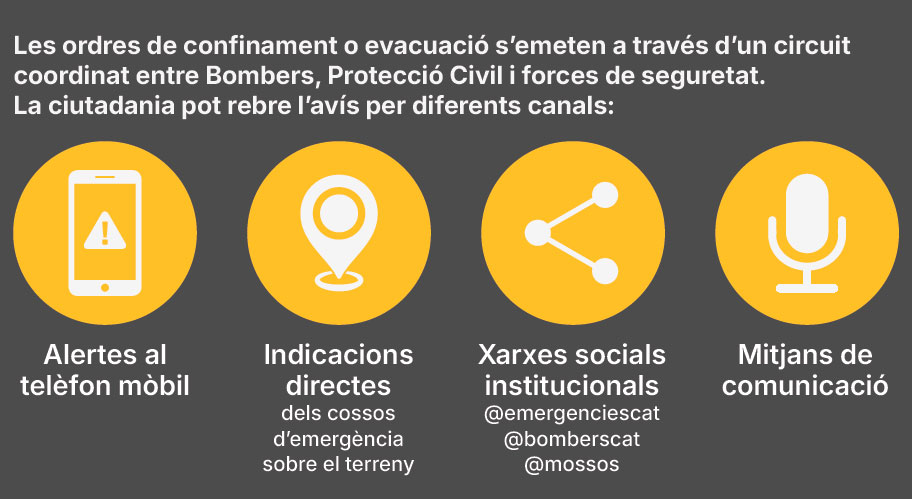 Les ordres de confinament o evacuació s’emeten a través d’un circuit
coordinat entre Bombers, Protecció Civil i forces de seguretat.
La ciutadania pot rebre l’avís per diferents canals:
Alertes al
telèfon mòbil
Indicacions
directes
dels cossos
d’emergència
sobre el terreny
Xarxes socials
institucionals
@emergenciescat
@bomberscat
@mossos
Mitjans de
comunicació